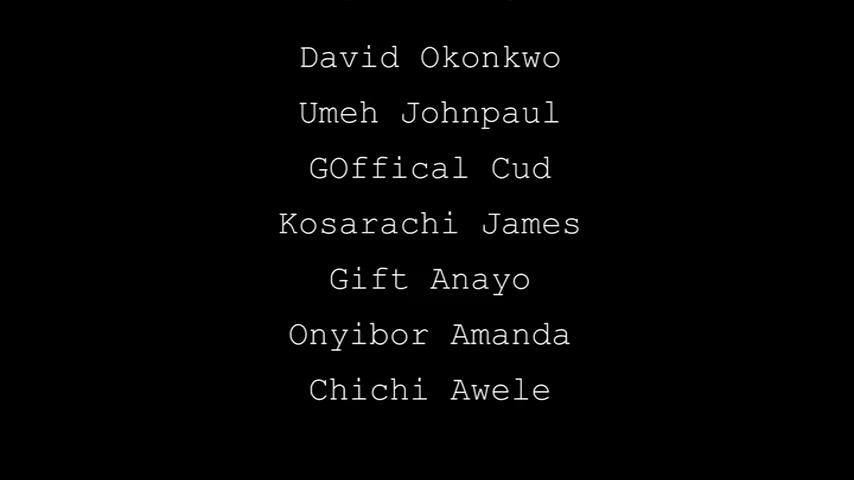 David Okonkwo
Umeh Johnpaul
GOffical Cud
Kosarachi James
Gift Anayo
Onyibor Amanda
Chichi Awele